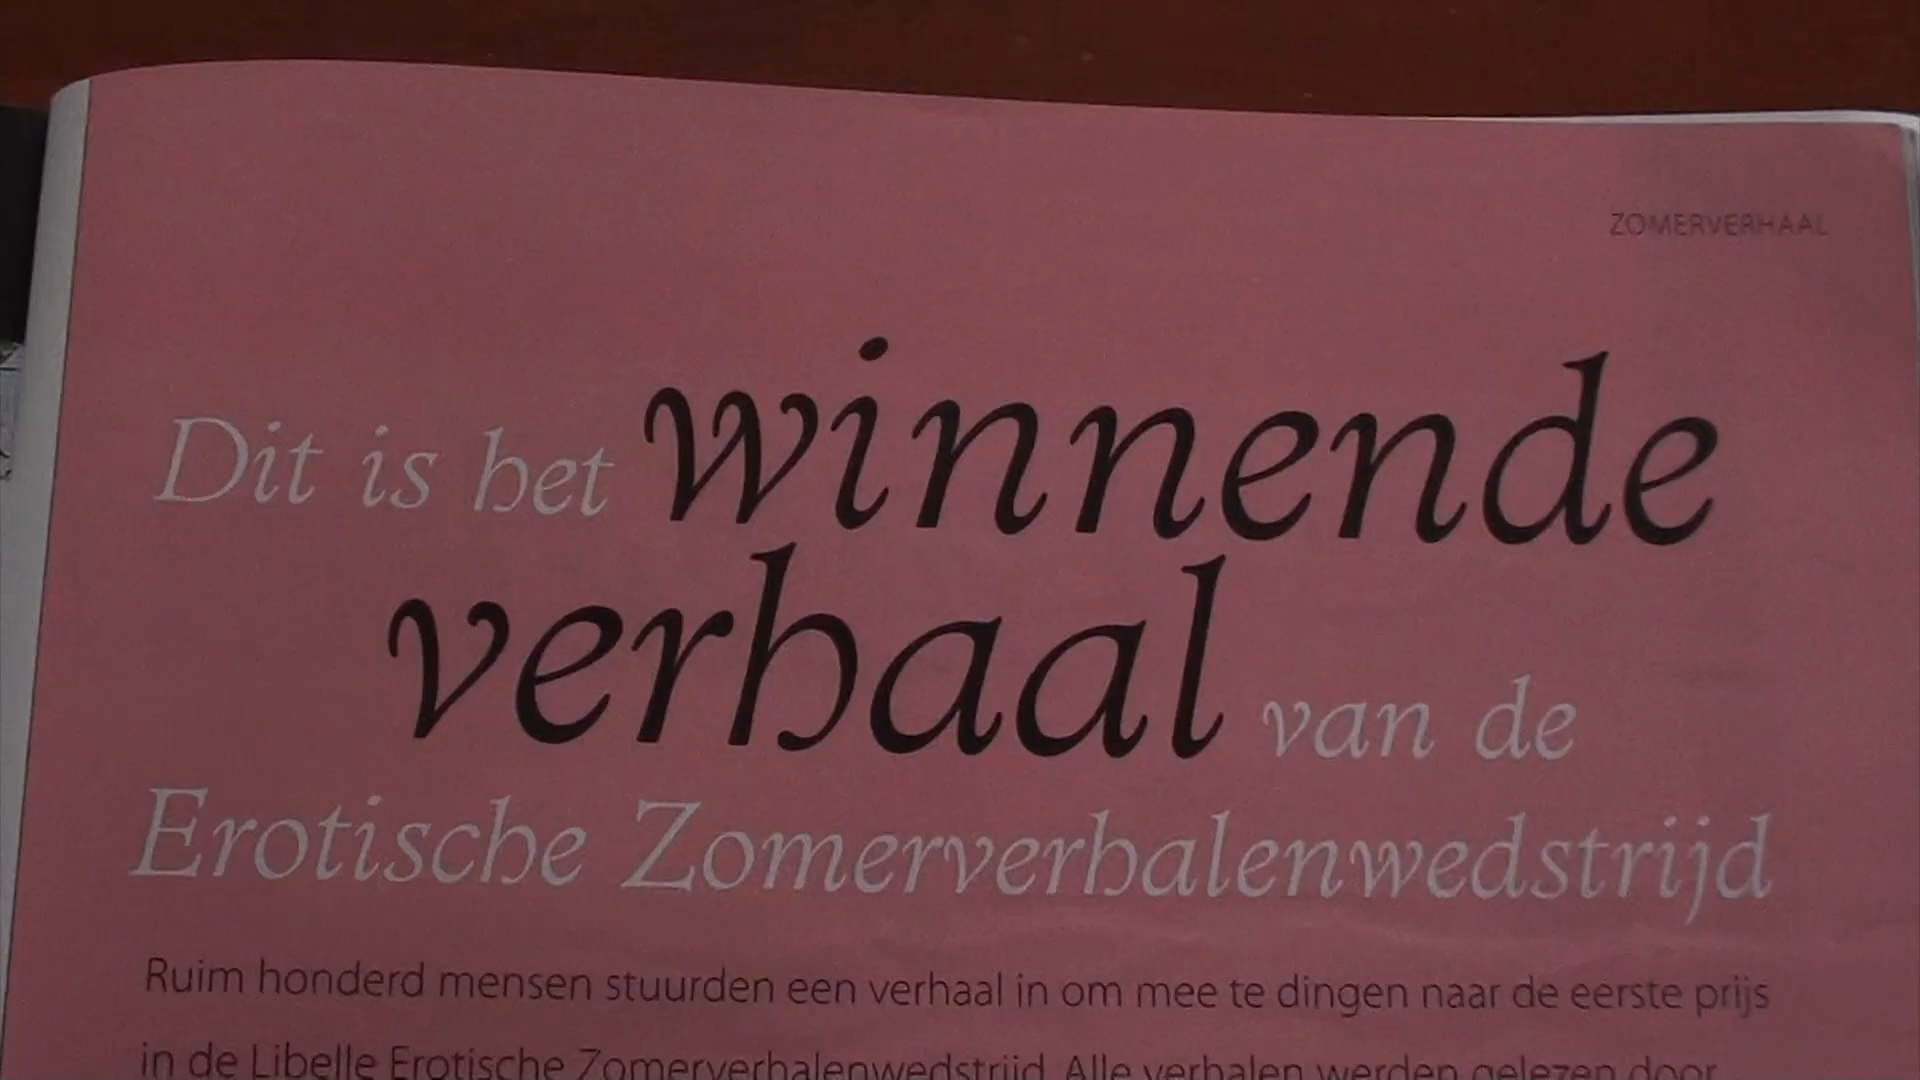 ZOMERVERHAAL
Dit is het winnende
verhaal van de
Erotische Zomerverhalenwedstrijd
Ruim honderd mensen stuurden een verhaal in om mee te dingen naar de eerste prijs
in de Libelle Erotische Zomerverhalenwedstrijd. Alle verhalen werden gelezen door